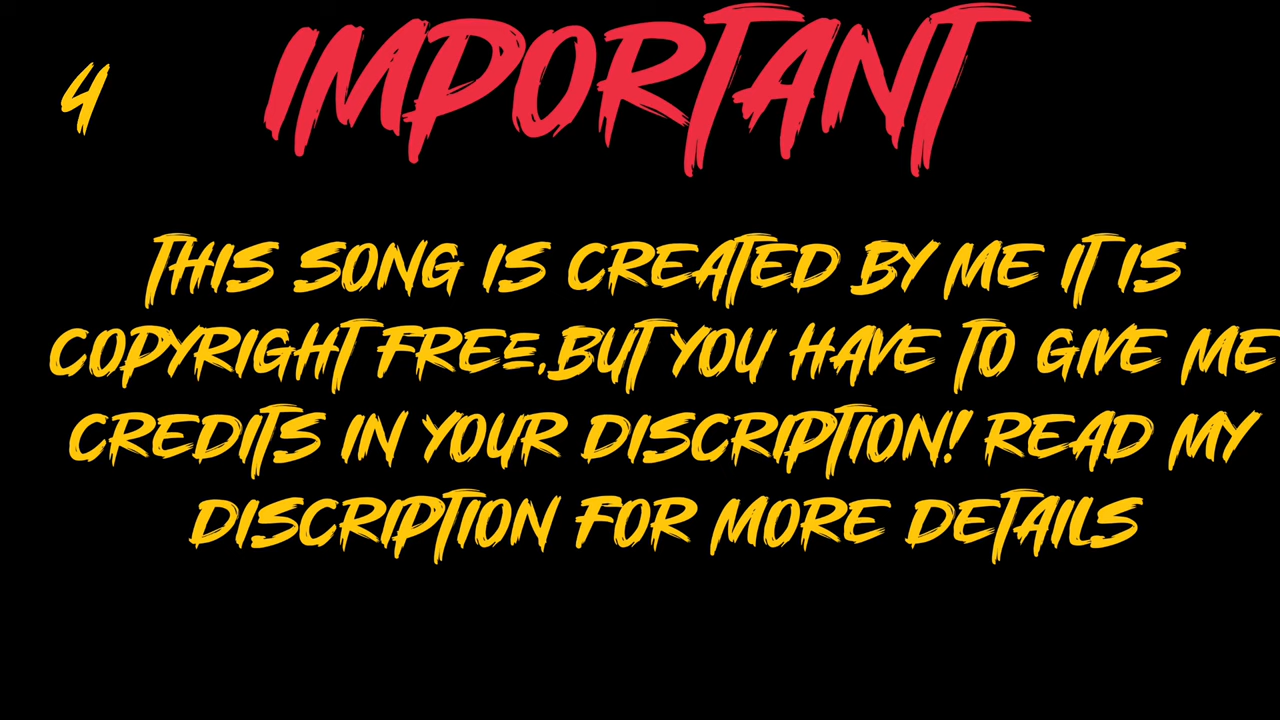 IMPORTANT
4
THIS SONG IS CREATED BY ME IT IS
COPYRIGHT FREE,BUT YOU HAVE TO GIVE ME
CREDITS IN YOUR DISCRIPTION! READ MY
DISCRIPTION FOR MORE DETAILS